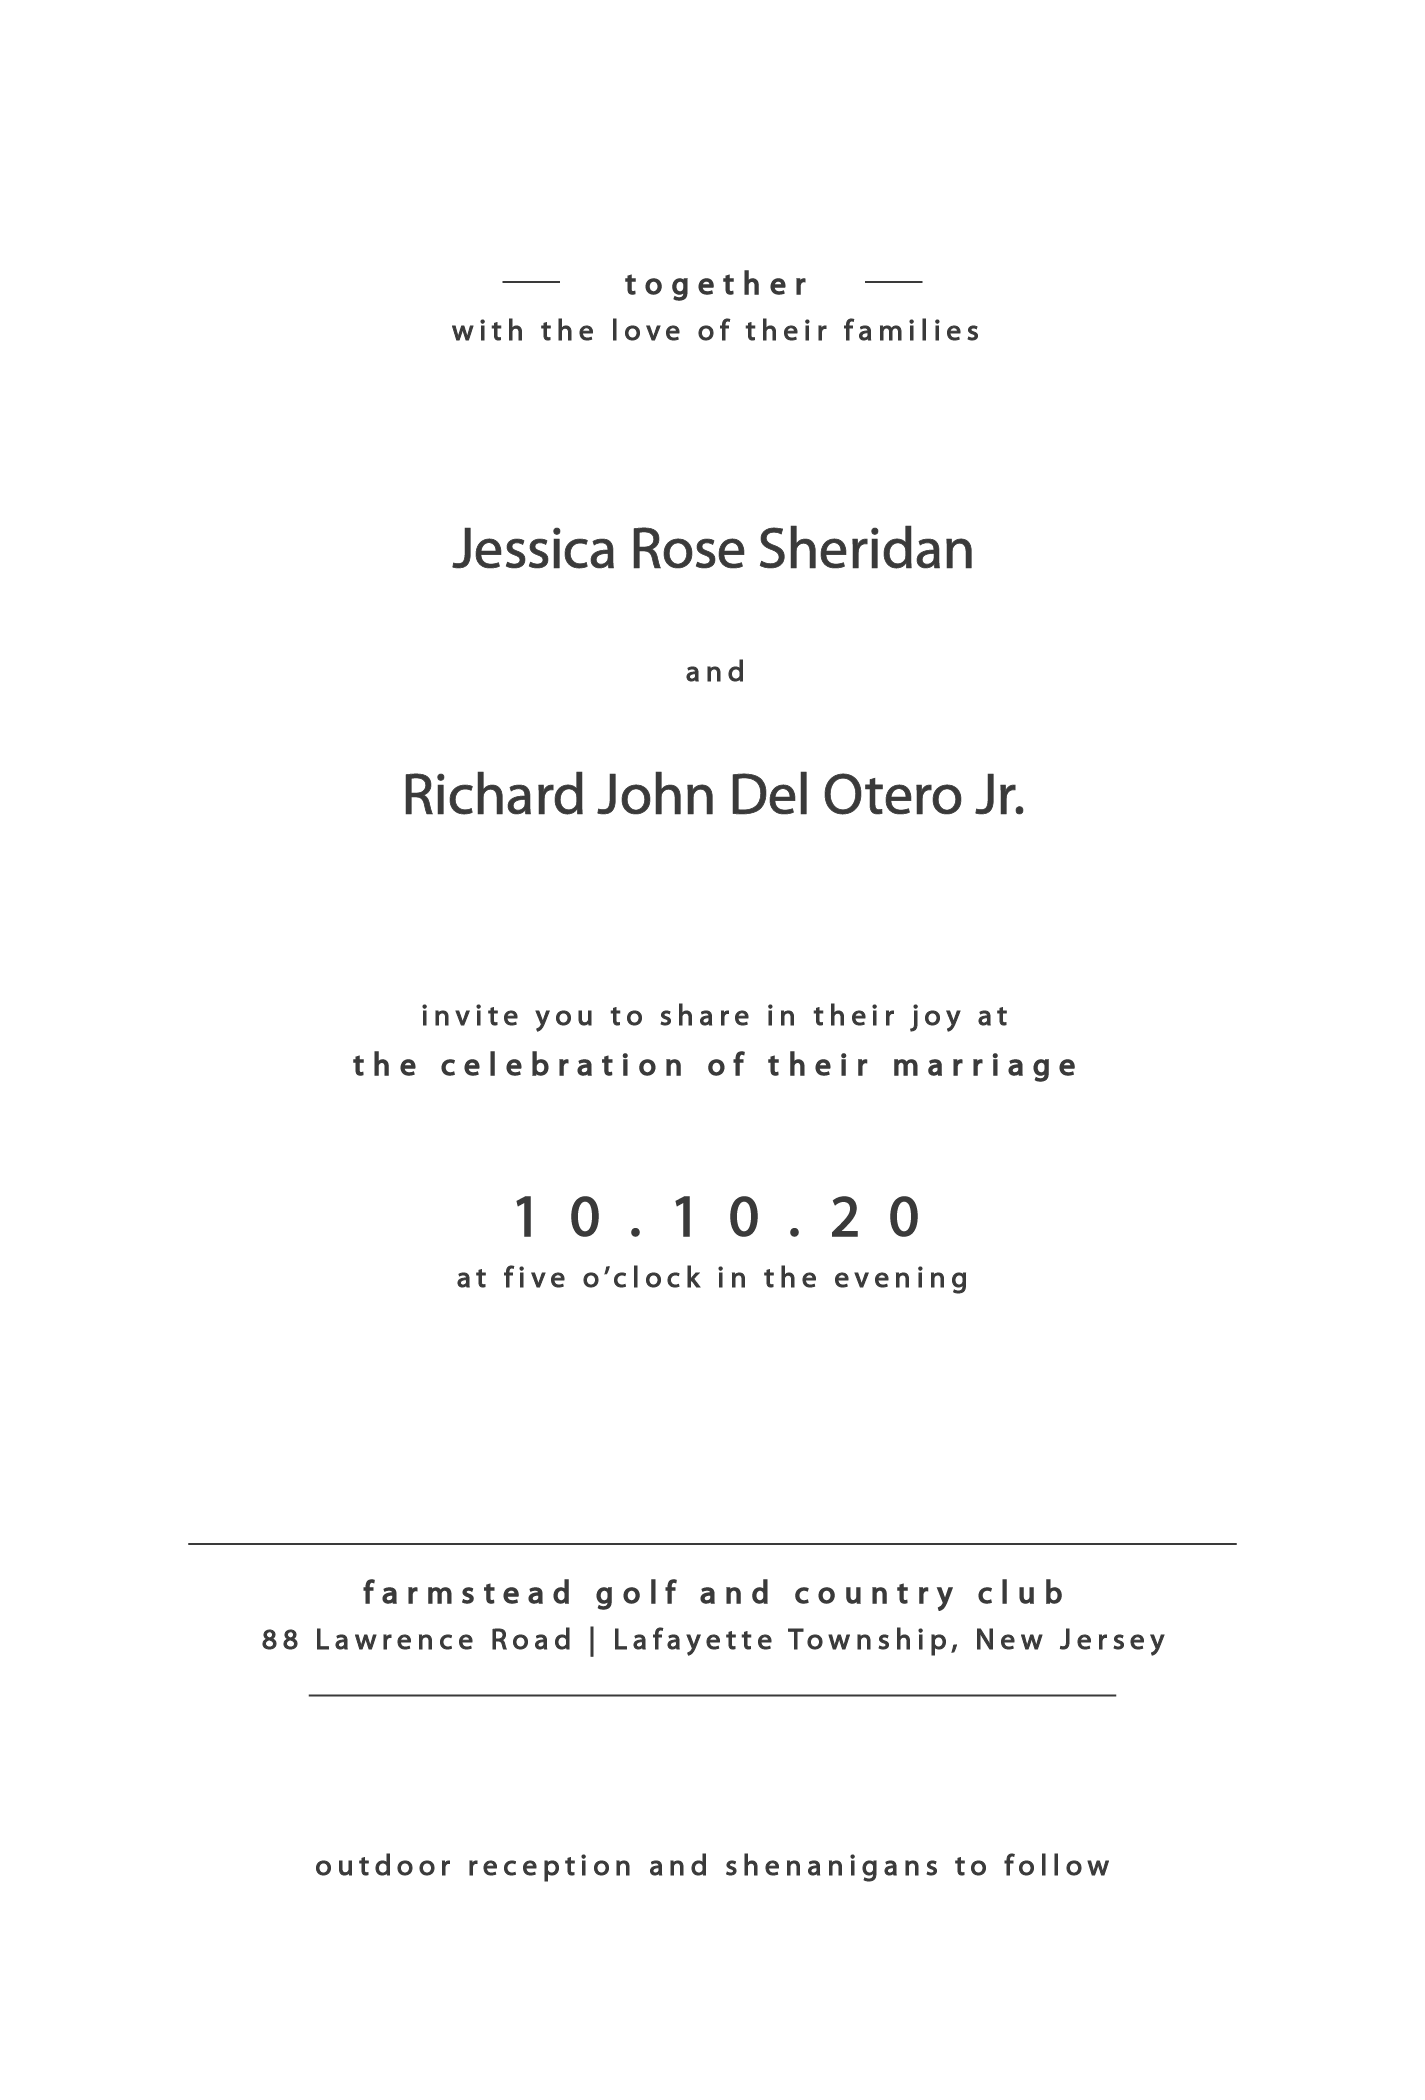 together
with the love of their families
Jessica Rose Sheridan
and
Richard John Del Otero Jr.
invite you to share in their joy at
the celebration of their marriage
10.10.20
at five o’clock in the evening
farmstead golf and country club
88 Lawrence Road | Lafayette Township, New Jersey
outdoor reception and shenanigans to follow